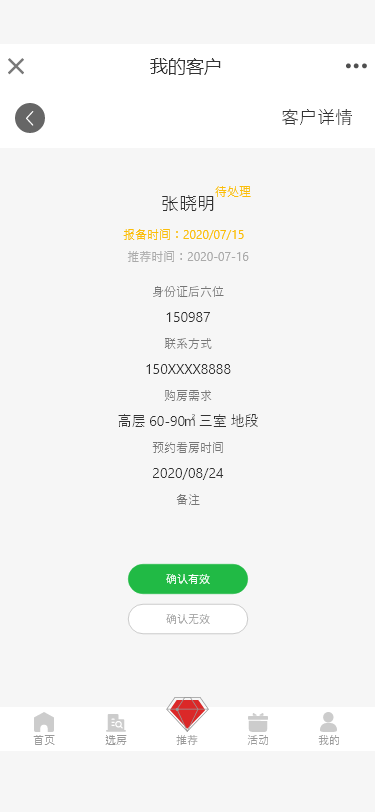 我的客户
客户详情
待处理
张晓明
报备时间：2020/07/15
推荐时间：2020-07-16
身份证后六位
150987
联系方式
150XXXX8888
购房需求
高层 60-90㎡ 三室 地段
预约看房时间
2020/08/24
备注
确认有效
确认无效
首页
选房
推荐
活动
我的